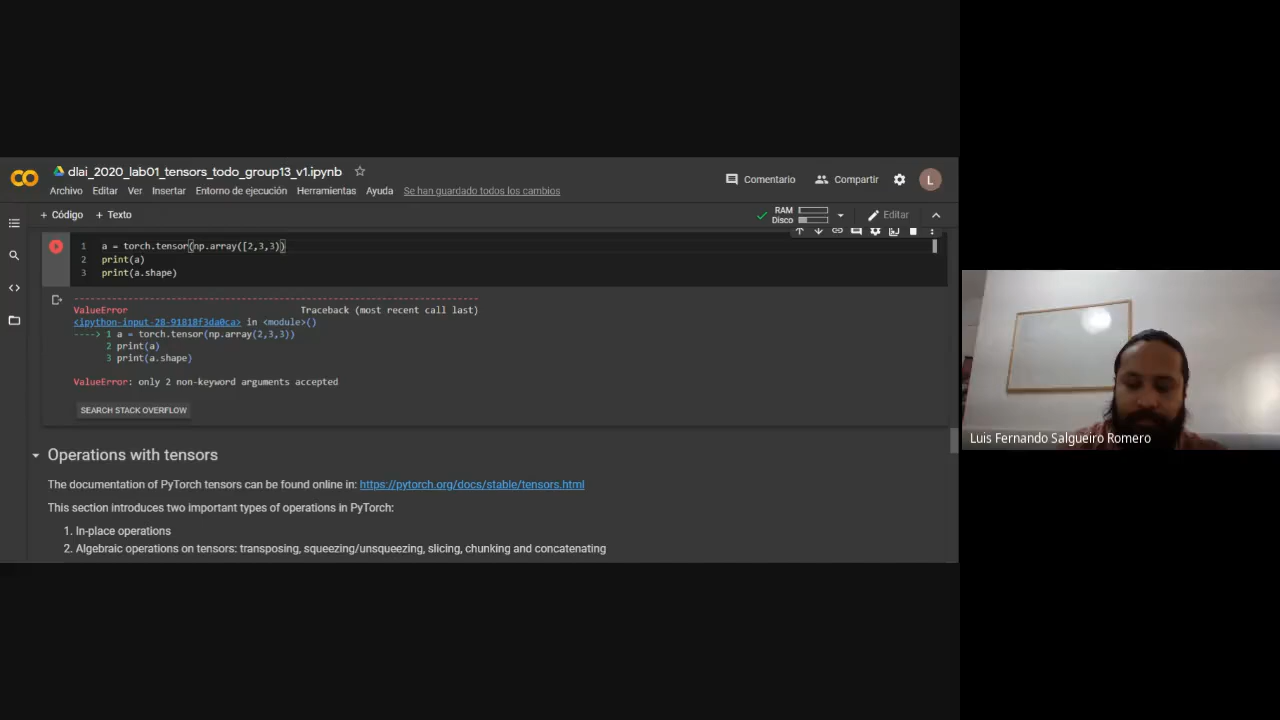 dlai_2020_lab01_tensors_todo_group13_v1.ipynb
Archivo Editar Ver Insertar Entorno de ejecución Herramientas Ayuda Se han guardado todos los cambios
Comentario Compartir L
+ Código + Texto
RAM
Disco
Editar
1 a = torch.tensor(np.array([2,3,3))
2 print(a)
3 print(a.shape)
---------------------------------------------------------------------------
ValueError Traceback (most recent call last)
<ipython-input-28-91818f3da0ca> in <module>()
----> 1 a = torch.tensor(np.array(2,3,3))
2 print(a)
3 print(a.shape)
ValueError: only 2 non-keyword arguments accepted
SEARCH STACK OVERFLOW
Operations with tensors
The documentation of PyTorch tensors can be found online in: https://pytorch.org/docs/stable/tensors.html
This section introduces two important types of operations in PyTorch:
1. In-place operations
2. Algebraic operations on tensors: transposing, squeezing/unsqueezing, slicing, chunking and concatenating
Luis Fernando Salgueiro Romero